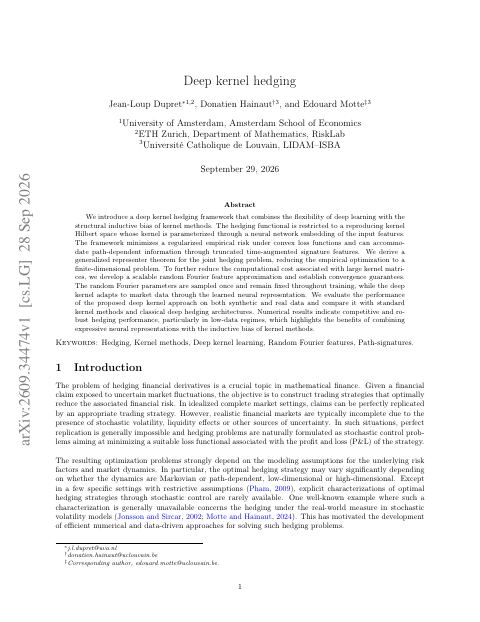 Deep kernel hedging
Jean-Loup Dupret*1,2, Donatien Hainaut†3, and Edouard Motte‡3
1University of Amsterdam, Amsterdam School of Economics
2ETH Zurich, Department of Mathematics, RiskLab
3Université Catholique de Louvain, LIDAM–ISBA
September 29, 2026
Abstract
We introduce a deep kernel hedging framework that combines the flexibility of deep learning with the
structural inductive bias of kernel methods. The hedging functional is restricted to a reproducing kernel
Hilbert space whose kernel is parameterized through a neural network embedding of the input features.
The framework minimizes a regularized empirical risk under convex loss functions and can accommo-
date path-dependent information through truncated time-augmented signature features. We derive a
generalized representer theorem for the joint hedging problem, reducing the empirical optimization to a
finite-dimensional problem. To further reduce the computational cost associated with large kernel matri-
ces, we develop a scalable random Fourier feature approximation and establish convergence guarantees.
The random Fourier parameters are sampled once and remain fixed throughout training, while the deep
kernel adapts to market data through the learned neural representation. We evaluate the performance
of the proposed deep kernel approach on both synthetic and real data and compare it with standard
kernel methods and classical deep hedging architectures. Numerical results indicate competitive and ro-
bust hedging performance, particularly in low-data regimes, which highlights the benefits of combining
expressive neural representations with the inductive bias of kernel methods.
Keywords: Hedging, Kernel methods, Deep kernel learning, Random Fourier features, Path-signatures.
1 Introduction
The problem of hedging financial derivatives is a crucial topic in mathematical finance. Given a financial
claim exposed to uncertain market fluctuations, the objective is to construct trading strategies that optimally
reduce the associated financial risk. In idealized complete market settings, claims can be perfectly replicated
by an appropriate trading strategy. However, realistic financial markets are typically incomplete due to the
presence of stochastic volatility, liquidity effects or other sources of uncertainty. In such situations, perfect
replication is generally impossible and hedging problems are naturally formulated as stochastic control prob-
lems aiming at minimizing a suitable loss functional associated with the profit and loss (P&L) of the strategy.
The resulting optimization problems strongly depend on the modeling assumptions for the underlying risk
factors and market dynamics. In particular, the optimal hedging strategy may vary significantly depending
on whether the dynamics are Markovian or path-dependent, low-dimensional or high-dimensional. Except
in a few specific settings with restrictive assumptions (Pham, 2009), explicit characterizations of optimal
hedging strategies through stochastic control are rarely available. One well-known example where such a
characterization is generally unavailable concerns the hedging under the real-world measure in stochastic
volatility models (Jonsson and Sircar, 2002; Motte and Hainaut, 2024). This has motivated the development
of efficient numerical and data-driven approaches for solving such hedging problems.
*j.l.dupret@uva.nl
†donatien.hainaut@uclouvain.be
‡Corresponding author, edouard.motte@uclouvain.be.
1
arXiv:2609.34474v1 [cs.LG] 28 Sep 2026